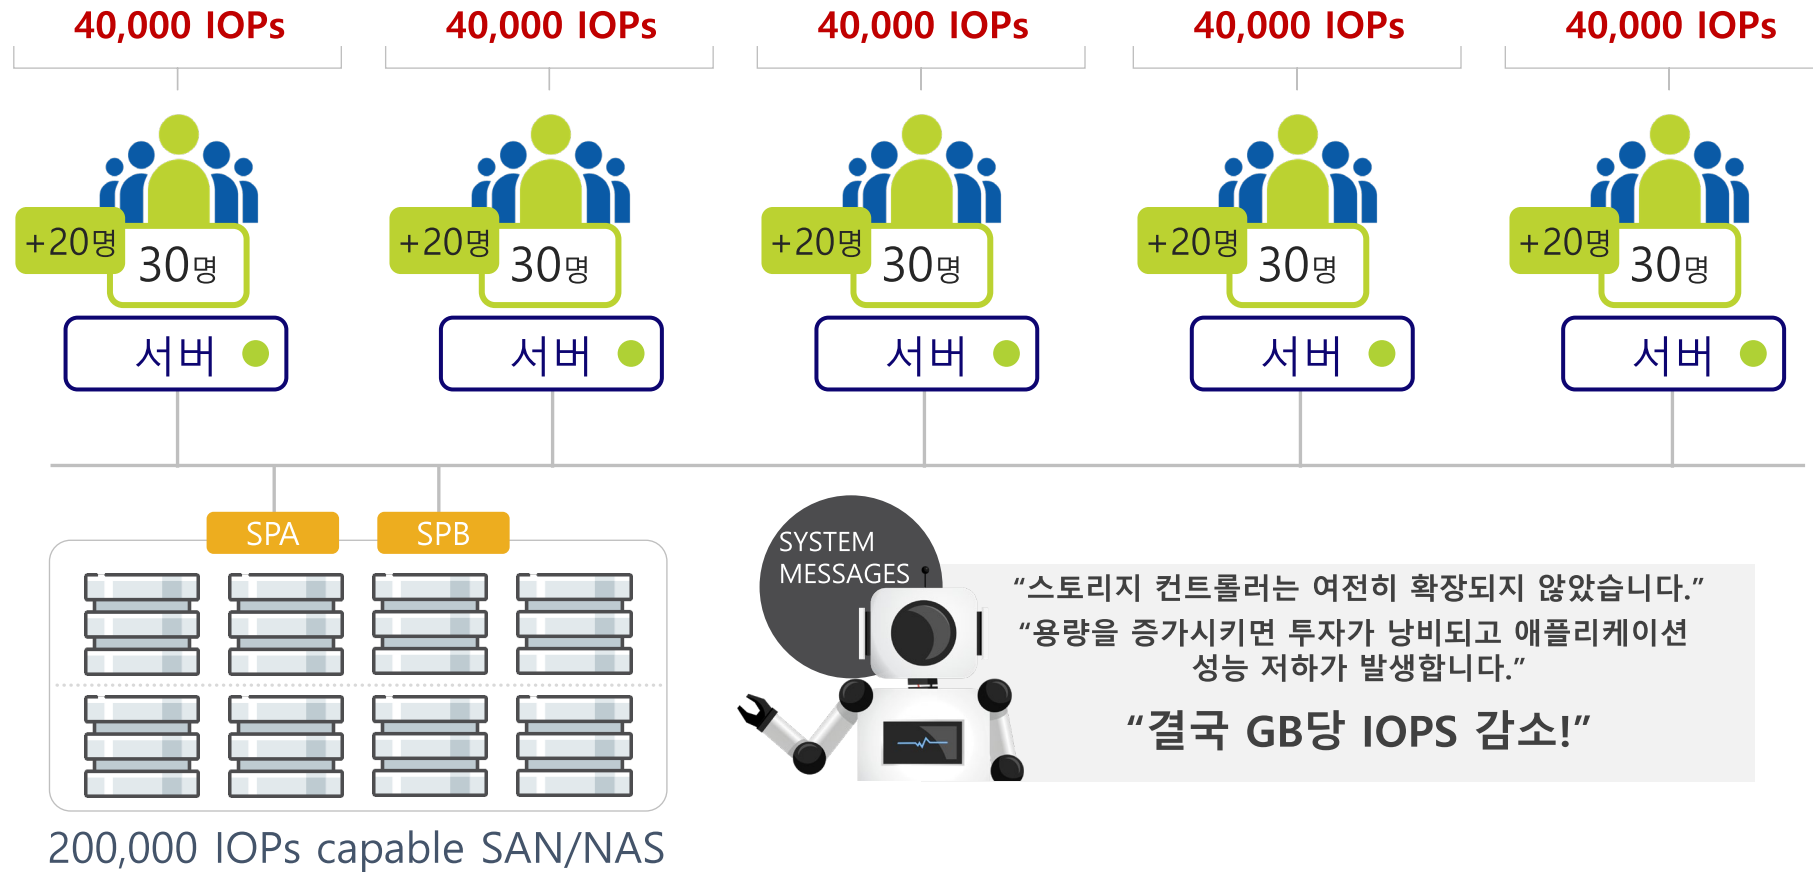 40,000 IOPs
40,000 IOPs
40,000 IOPs
40,000 IOPs
40,000 IOPs
+20명
30명
+20명
30명
+20명
30명
+20명
30명
+20명
30명
서버
서버
서버
서버
서버
SPA
SPB
200,000 IOPs capable SAN/NAS
SYSTEM
MESSAGES
“스토리지 컨트롤러는 여전히 확장되지 않았습니다.”
“용량을 증가시키면 투자가 낭비되고 애플리케이션
성능 저하가 발생합니다.”
“결국 GB당 IOPS 감소!”